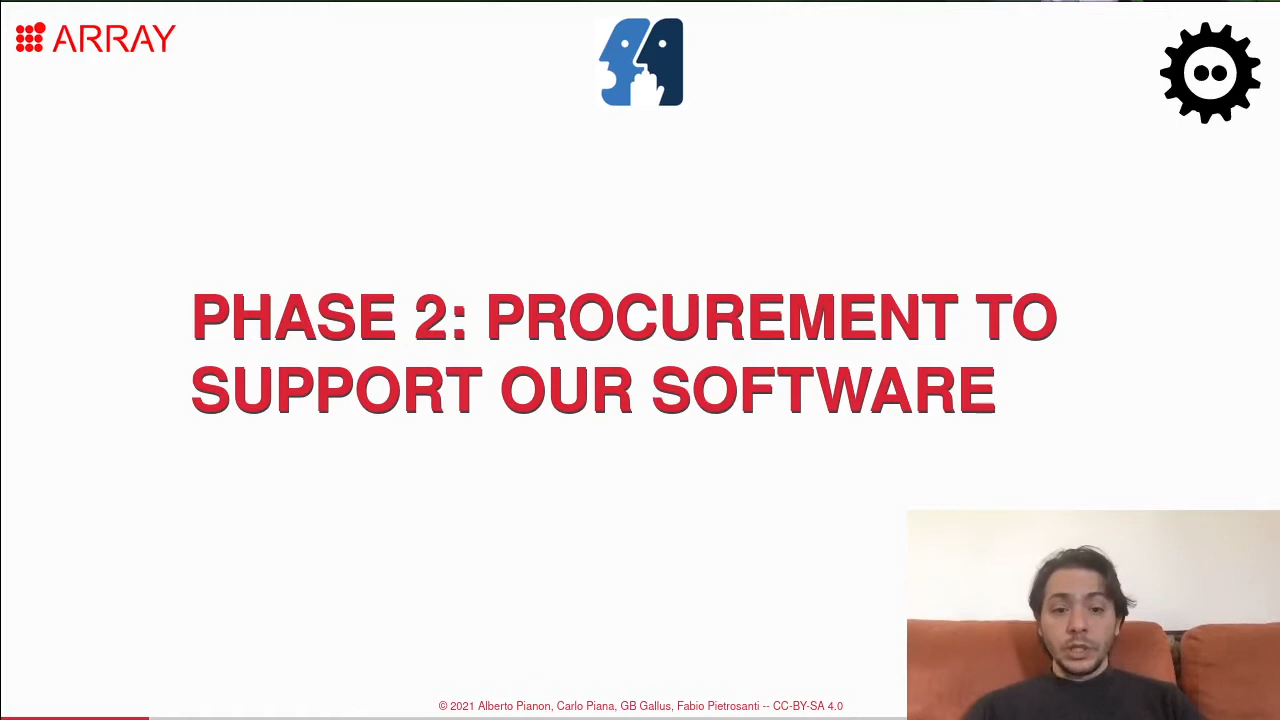 ARRAY
PHASE 2: PROCUREMENT TO
SUPPORT OUR SOFTWARE
© 2021 Alberto Pianon, Carlo Piana, GB Gallus, Fabio Pietrosanti -- CC-BY-SA 4.0